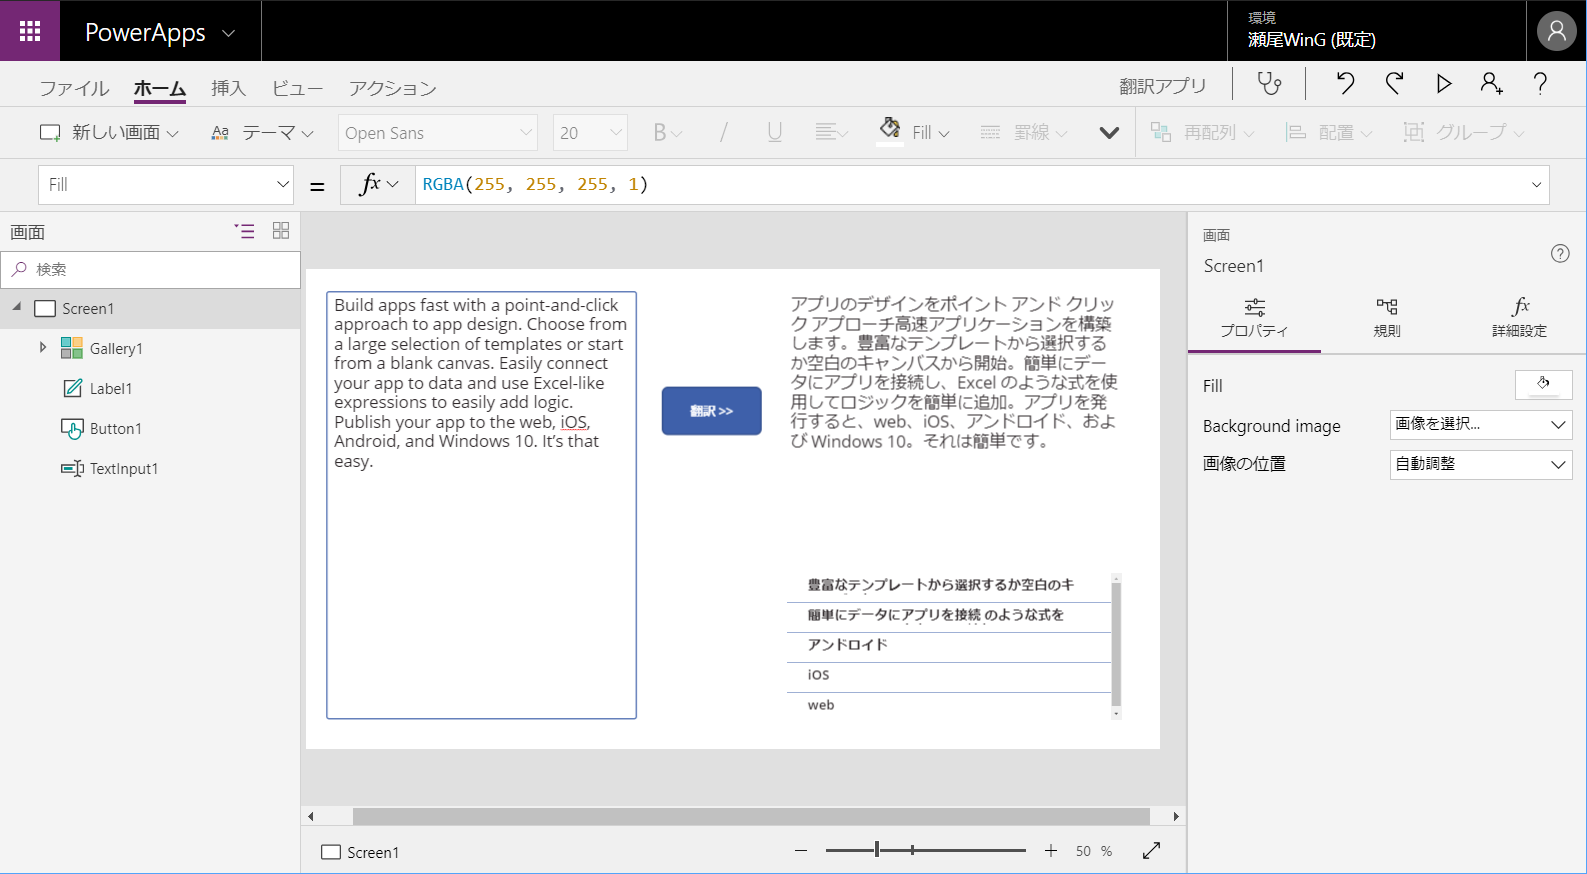 PowerApps
環境
瀬尾WinG (既定)
ファイル ホーム 挿入 ビュー アクション 翻訳アプリ
新しい画面 テーマ Open Sans 20 B / U Fill 罫線 再配列 配置 グループ
Fill = fx RGBA(255, 255, 255, 1)
画面
検索
Screen1
Gallery1
Label1
Button1
TextInput1
Build apps fast with a point-and-click
approach to app design. Choose from
a large selection of templates or start
from a blank canvas. Easily connect
your app to data and use Excel-like
expressions to easily add logic.
Publish your app to the web, iOS,
Android, and Windows 10. It’s that
easy.
翻訳 >>
アプリのデザインをポイント アンド クリッ
ク アプローチ高速アプリケーションを構築
します。豊富なテンプレートから選択する
か空白のキャンバスから開始。簡単にデー
タにアプリを接続し、Excel のような式を使
用してロジックを簡単に追加。アプリを発
行すると、web、iOS、アンドロイド、およ
び Windows 10。それは簡単です。
豊富なテンプレートから選択するか空白のキ
簡単にデータにアプリを接続 のような式を
アンドロイド
iOS
web
Screen1
50 %
画面
Screen1
プロパティ 規則 詳細設定
Fill
Background image 画像を選択...
画像の位置 自動調整